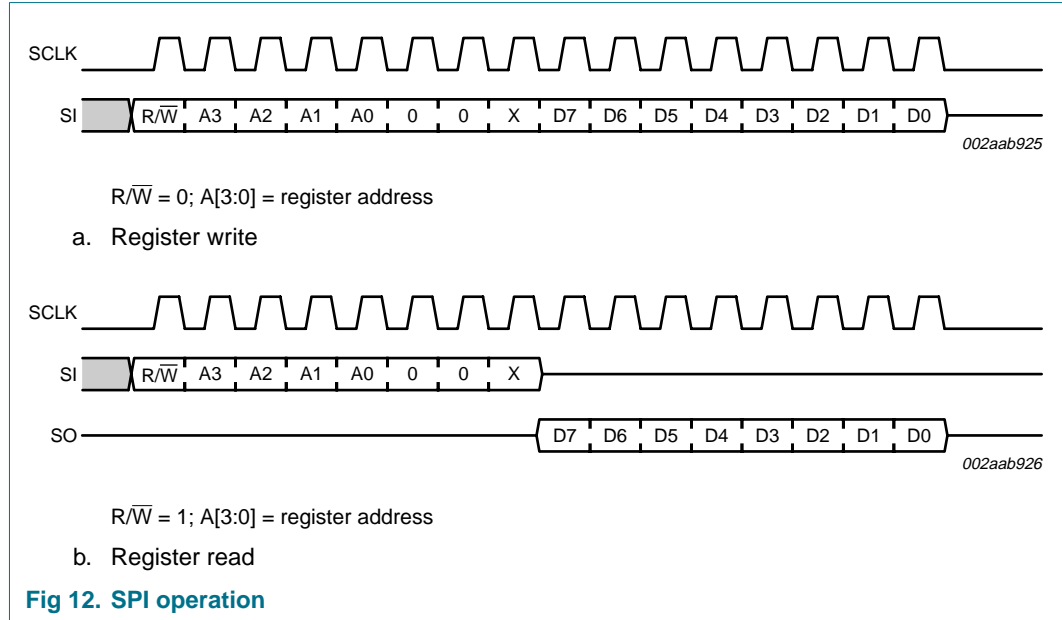 SCLK
SI R/W̅ A3 A2 A1 A0 0 0 X D7 D6 D5 D4 D3 D2 D1 D0
002aab925
R/W̅ = 0; A[3:0] = register address
a. Register write
SCLK
SI R/W̅ A3 A2 A1 A0 0 0 X
SO D7 D6 D5 D4 D3 D2 D1 D0
002aab926
R/W̅ = 1; A[3:0] = register address
b. Register read
Fig 12. SPI operation